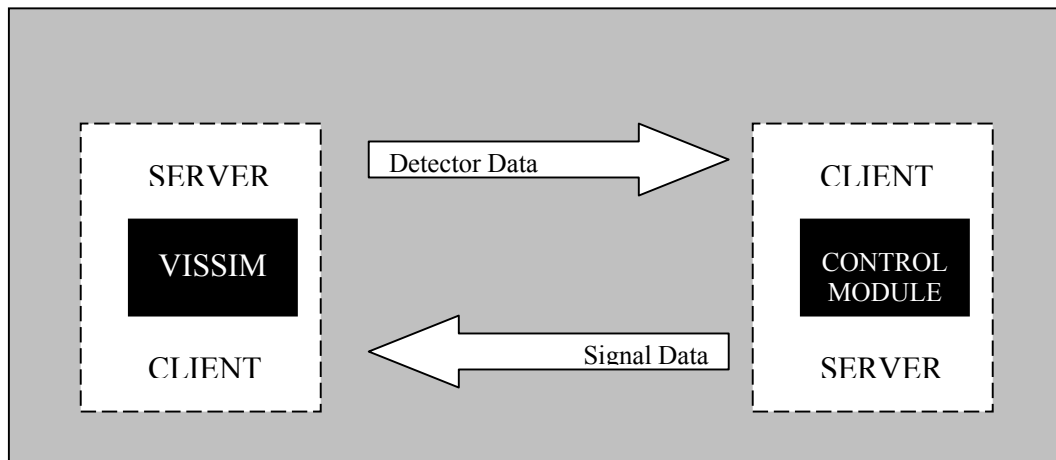 SERVER
VISSIM
CLIENT
Detector Data
Signal Data
CLIENT
CONTROL
MODULE
SERVER